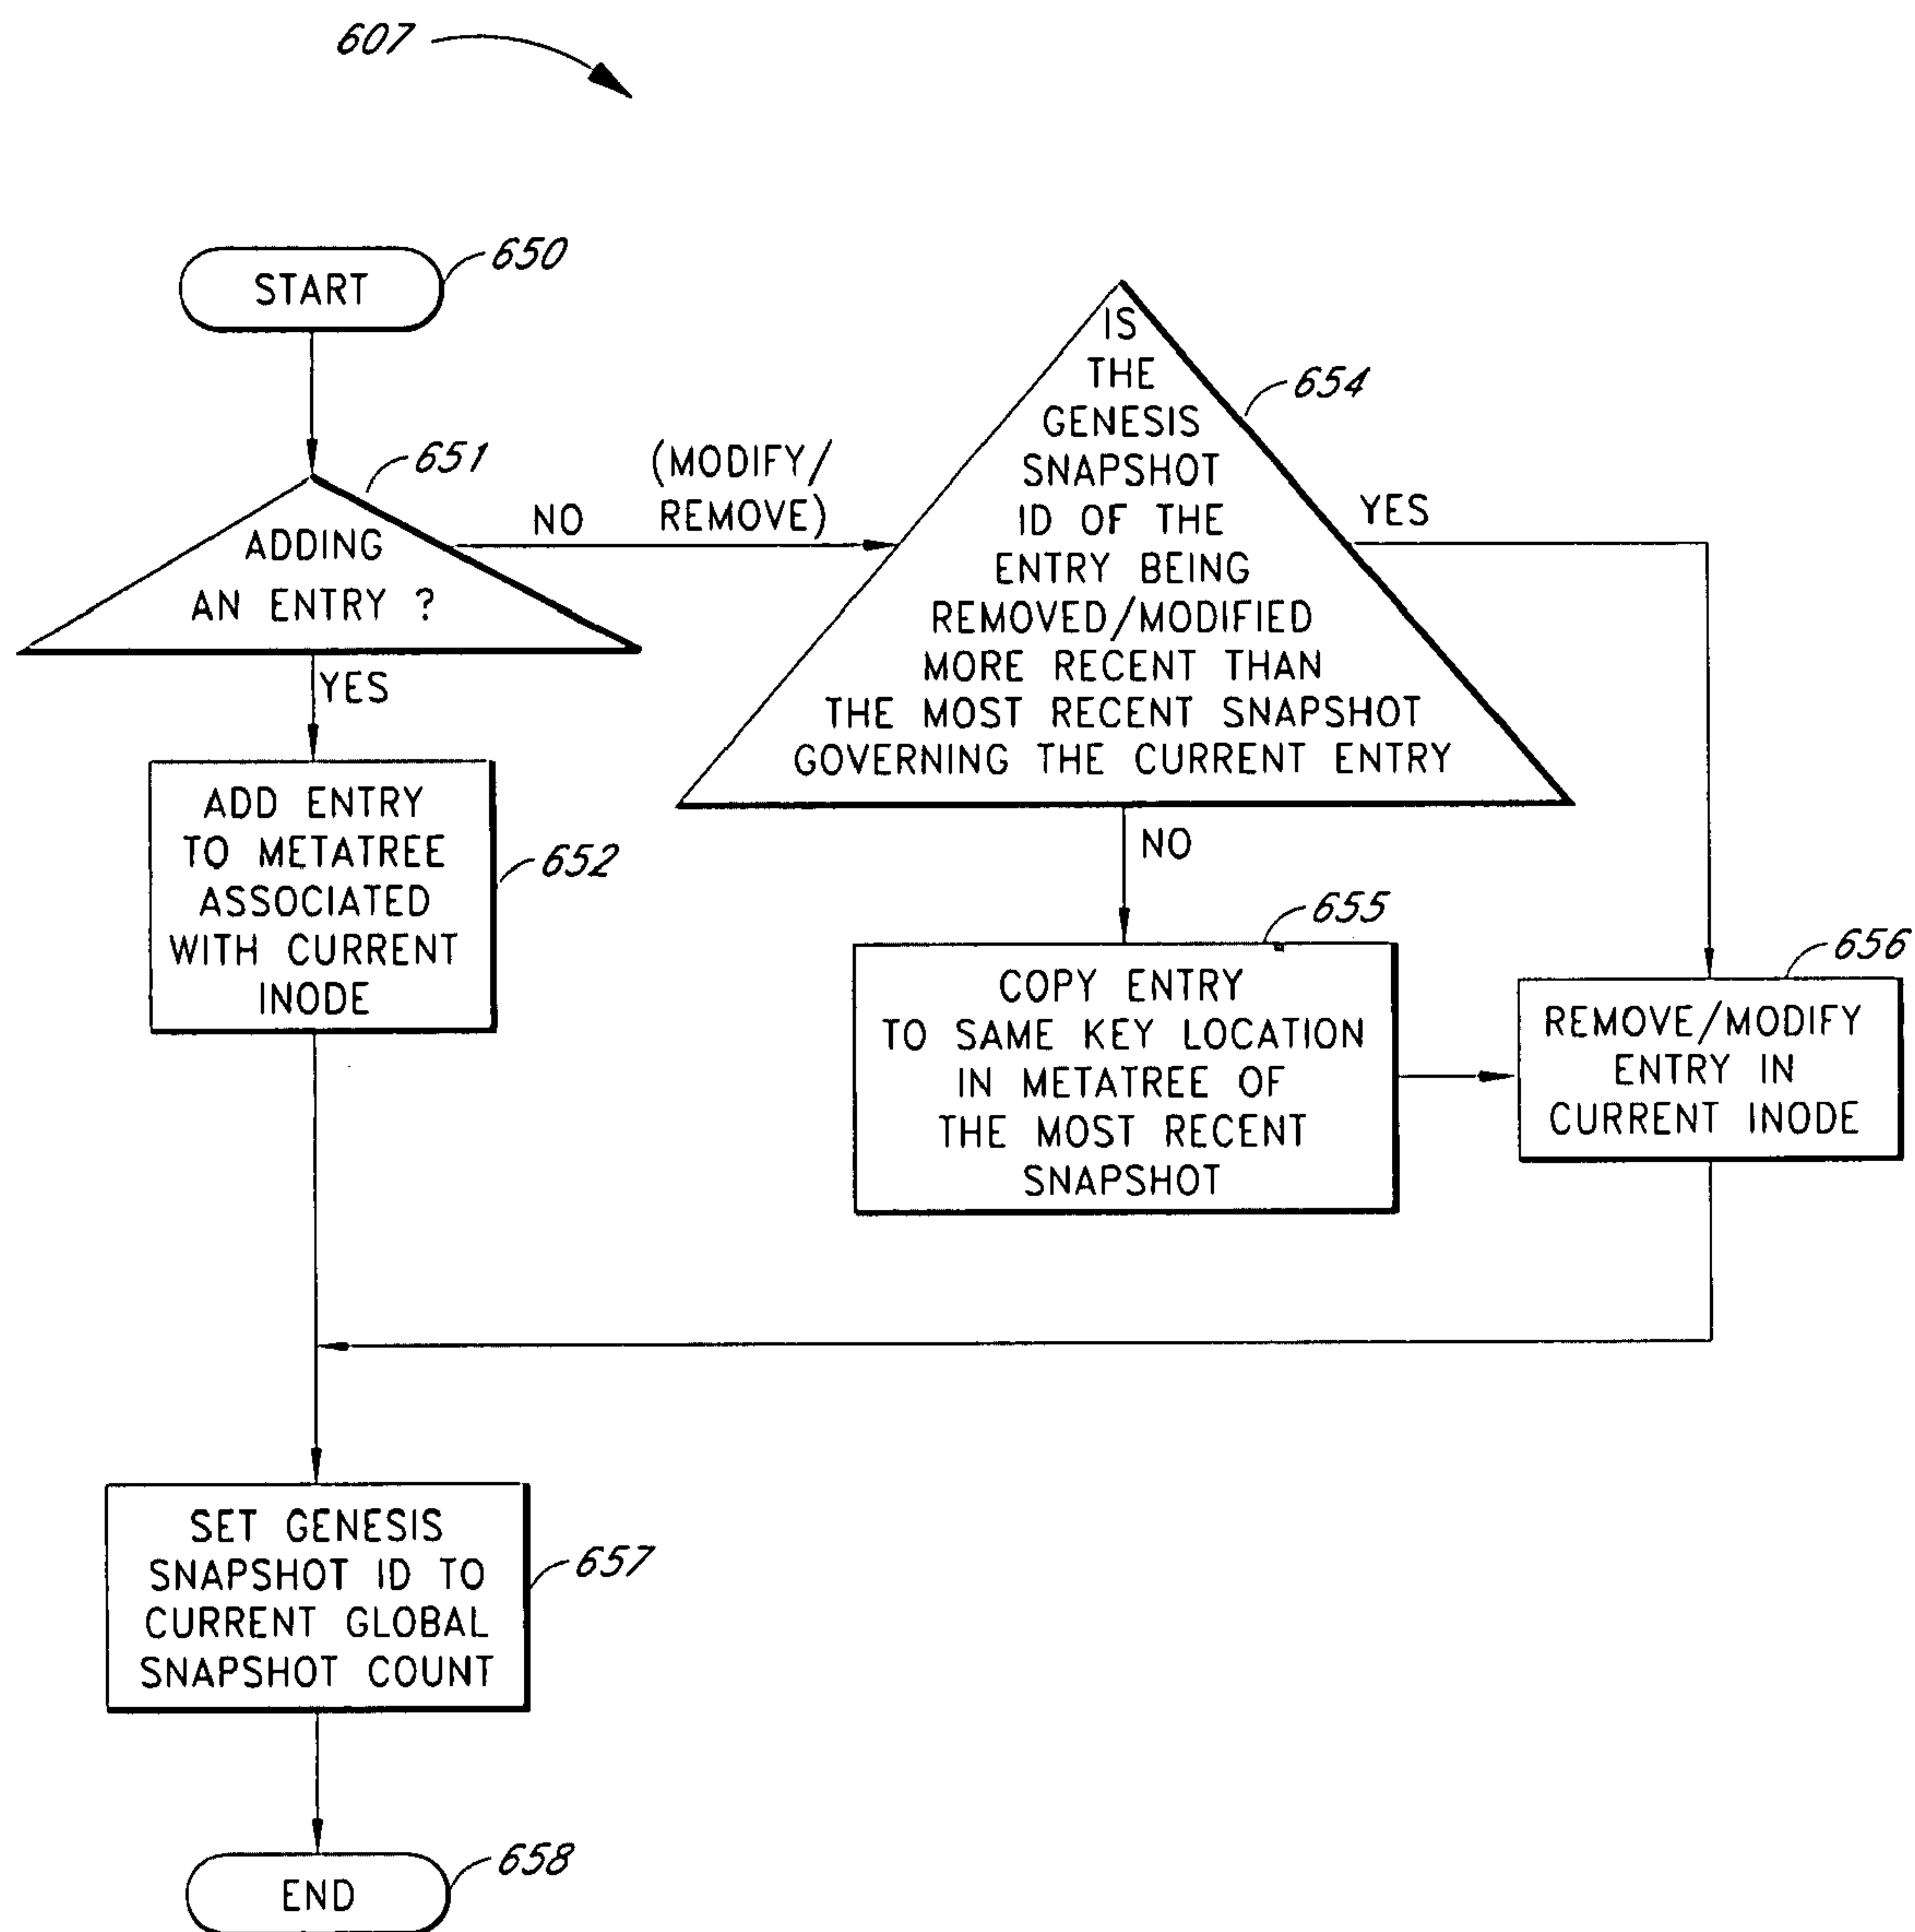 607
START
650
ADDING
AN ENTRY ?
651
NO
(MODIFY/
REMOVE)
YES
ADD ENTRY
TO METATREE
ASSOCIATED
WITH CURRENT
INODE
652
IS
THE
GENESIS
SNAPSHOT
ID OF THE
ENTRY BEING
REMOVED/MODIFIED
MORE RECENT THAN
THE MOST RECENT SNAPSHOT
GOVERNING THE CURRENT ENTRY
654
YES
NO
COPY ENTRY
TO SAME KEY LOCATION
IN METATREE OF
THE MOST RECENT
SNAPSHOT
655
REMOVE/MODIFY
ENTRY IN
CURRENT INODE
656
SET GENESIS
SNAPSHOT ID TO
CURRENT GLOBAL
SNAPSHOT COUNT
657
END
658